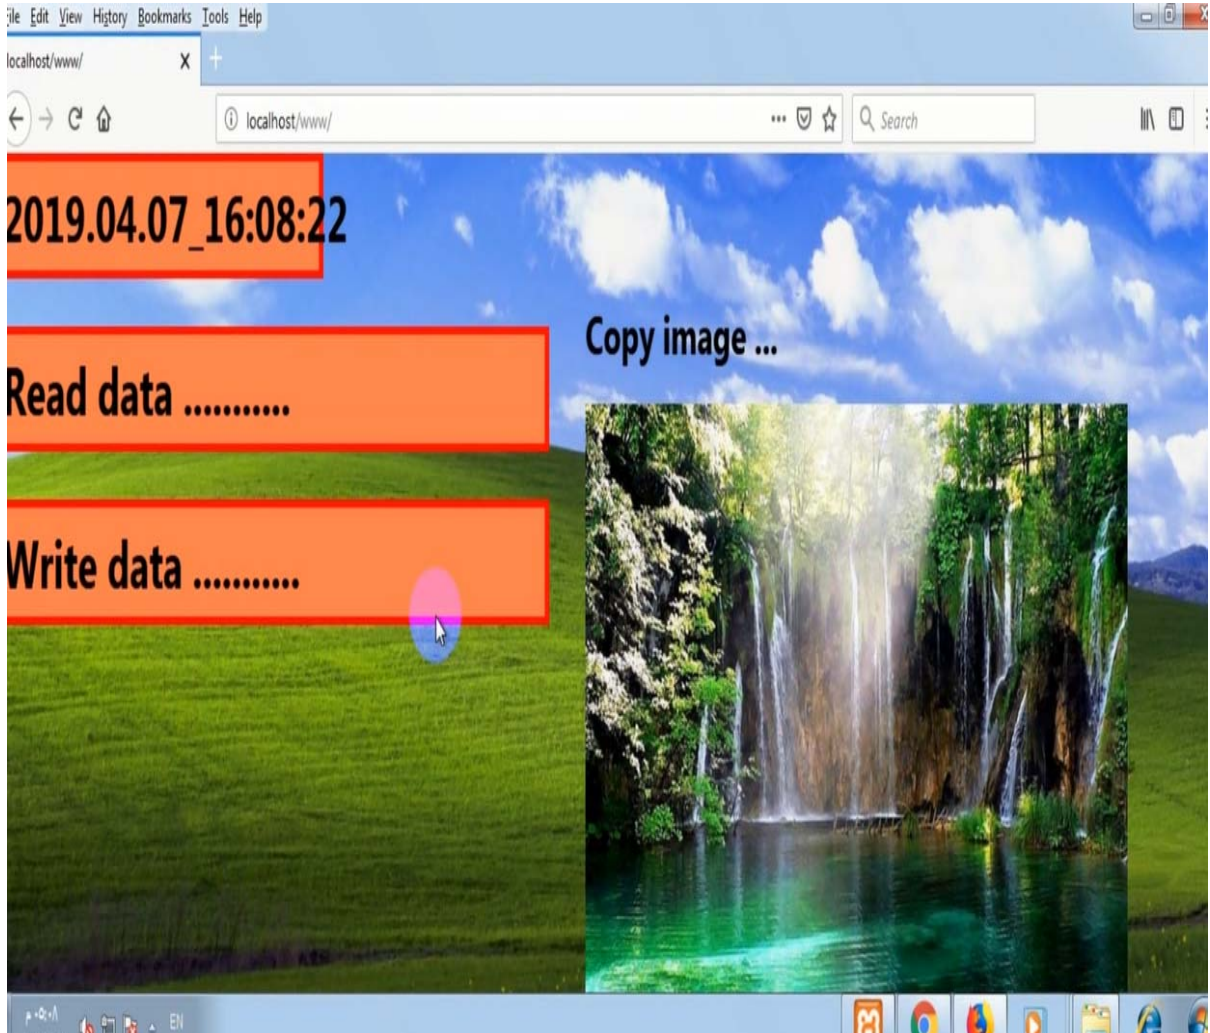 File Edit View History Bookmarks Tools Help
localhost/www/
localhost/www/
Search
2019.04.07_16:08:22
Copy image ...
Read data ...........
Write data ...........
EN